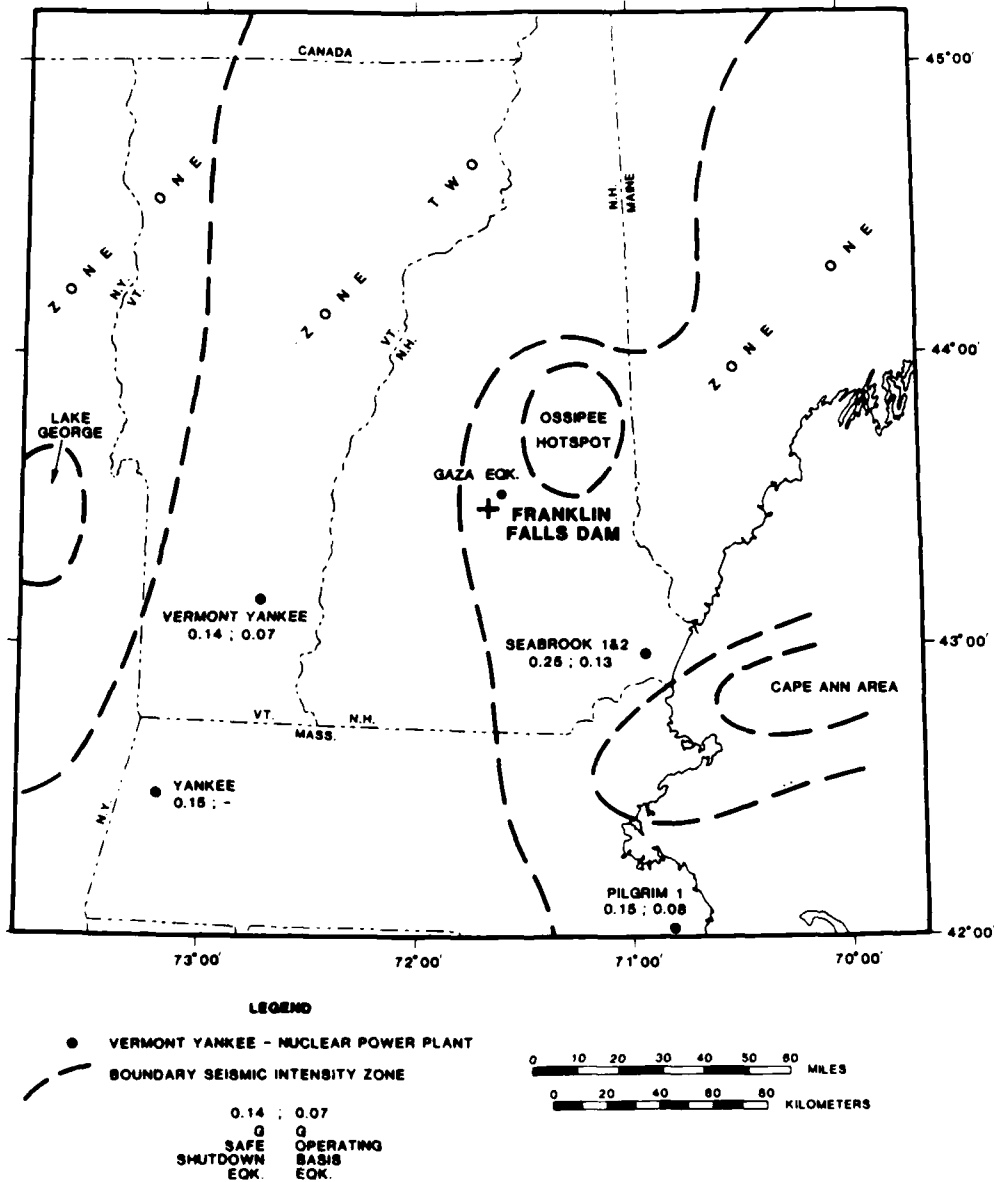 CANADA
45°00'
ZONE ONE
ZONE TWO
N.H.
MAINE
ZONE ONE
N.Y.
VT.
VT.
N.H.
44°00'
LAKE
GEORGE
OSSIPEE
HOTSPOT
GAZA EQK.
FRANKLIN
FALLS DAM
VERMONT YANKEE
0.14 ; 0.07
SEABROOK 1&2
0.25 ; 0.13
43°00'
CAPE ANN AREA
VT.
N.H.
MASS.
YANKEE
0.15 ; -
N.Y.
PILGRIM 1
0.15 ; 0.08
42°00'
73°00'
72°00'
71°00'
70°00'
LEGEND
VERMONT YANKEE - NUCLEAR POWER PLANT
BOUNDARY SEISMIC INTENSITY ZONE
0 10 20 30 40 50 60 MILES
0 20 40 60 80 KILOMETERS
0.14 ; 0.07
G G
SAFE OPERATING
SHUTDOWN BASIS
EQK. EQK.